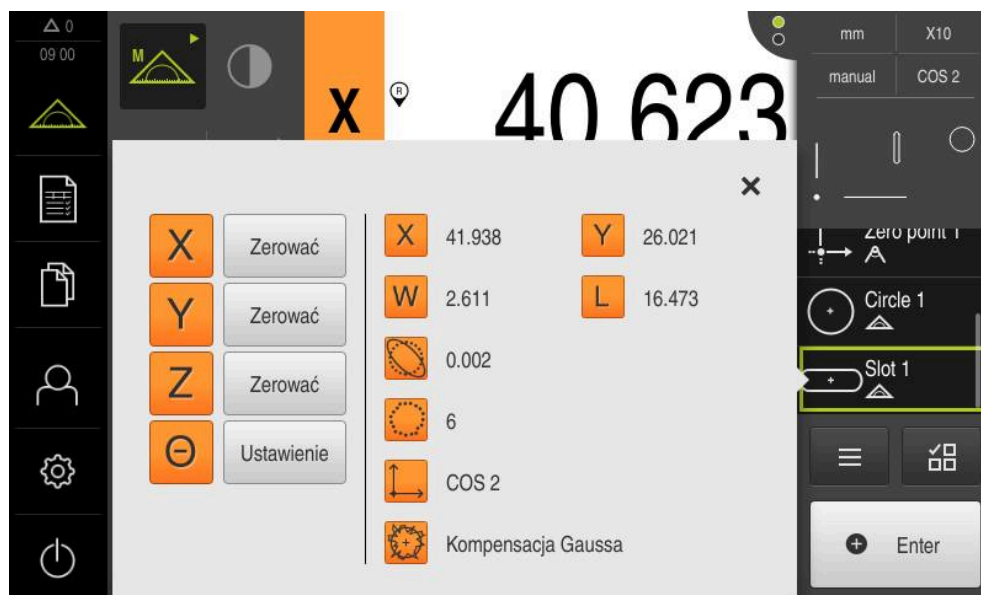 0
09 00
M
X
R
40.623
mm X10
manual COS 2
Zero point 1
Circle 1
Slot 1
Enter
X Zerować
Y Zerować
Z Zerować
Θ Ustawienie
X 41.938 Y 26.021
W 2.611 L 16.473
0.002
6
COS 2
Kompensacja Gaussa